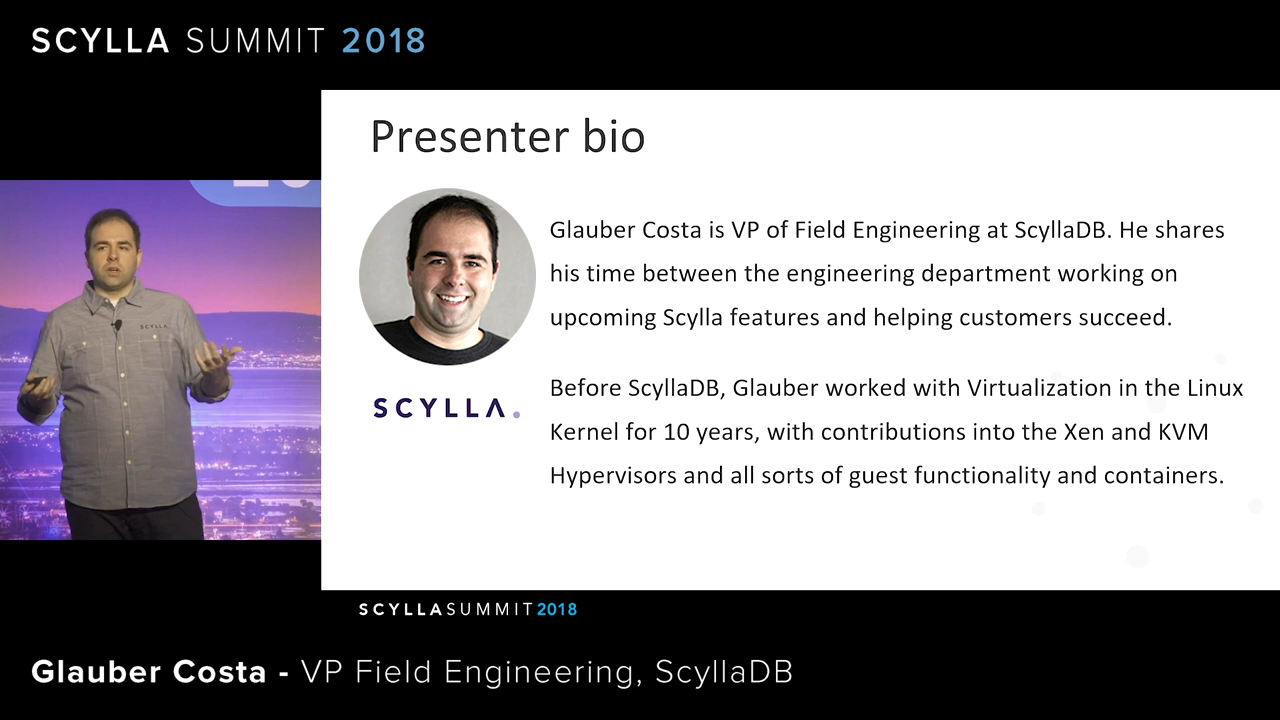 SCYLLA SUMMIT 2018
Presenter bio
SCYLLA
Glauber Costa is VP of Field Engineering at ScyllaDB. He shares
his time between the engineering department working on
upcoming Scylla features and helping customers succeed.
SCYLLA.
Before ScyllaDB, Glauber worked with Virtualization in the Linux
Kernel for 10 years, with contributions into the Xen and KVM
Hypervisors and all sorts of guest functionality and containers.
SCYLLASUMMIT2018
Glauber Costa - VP Field Engineering, ScyllaDB